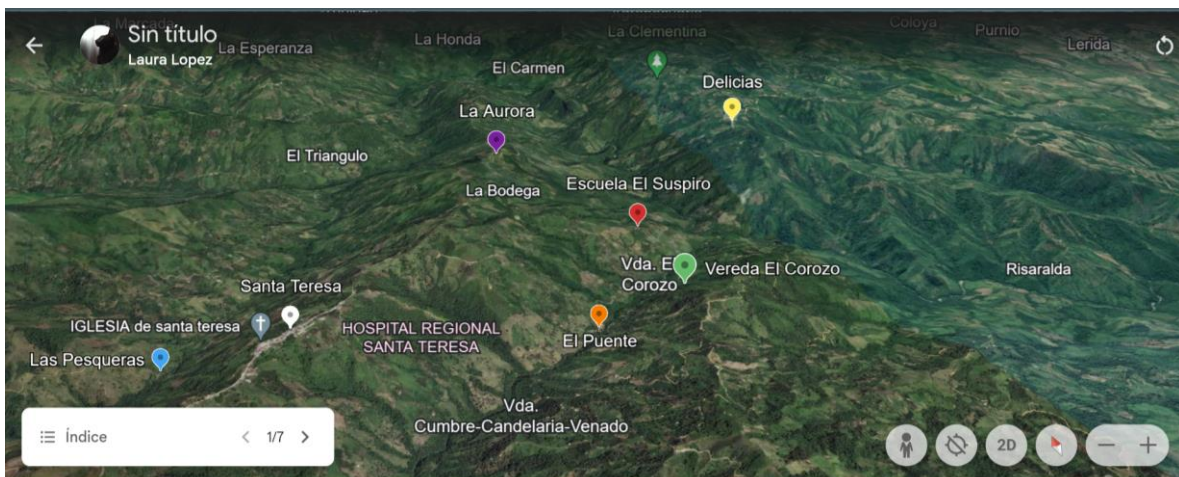 La Marcada
Sin título
Laura Lopez
La Esperanza
La Honda
La Clementina
Coloya
Purnio
Lerida
El Carmen
Delicias
La Aurora
El Triangulo
La Bodega
Escuela El Suspiro
Vda. El
Corozo
Vereda El Corozo
Risaralda
Santa Teresa
IGLESIA de santa teresa
HOSPITAL REGIONAL
SANTA TERESA
El Puente
Las Pesqueras
Vda.
Cumbre-Candelaria-Venado
Índice
1/7
2D